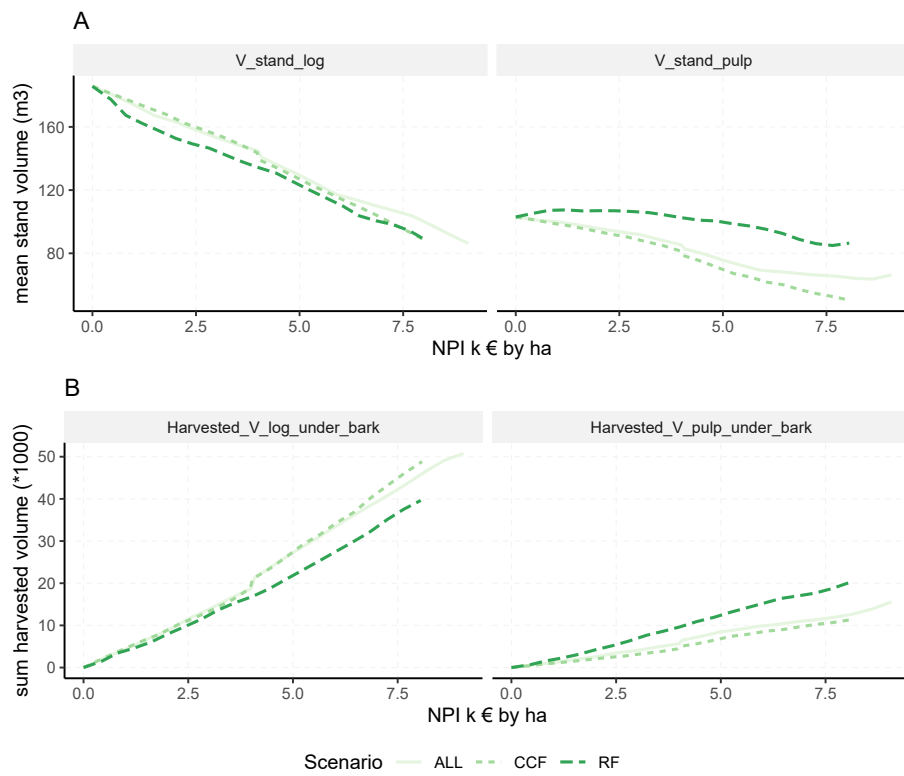 A
V_stand_log V_stand_pulp
mean stand volume (m3)
160
120
80
0.0 2.5 5.0 7.5 0.0 2.5 5.0 7.5
NPI k € by ha
B
Harvested_V_log_under_bark Harvested_V_pulp_under_bark
sum harvested volume (*1000)
50
40
30
20
10
0
0.0 2.5 5.0 7.5 0.0 2.5 5.0 7.5
NPI k € by ha
Scenario ALL CCF RF